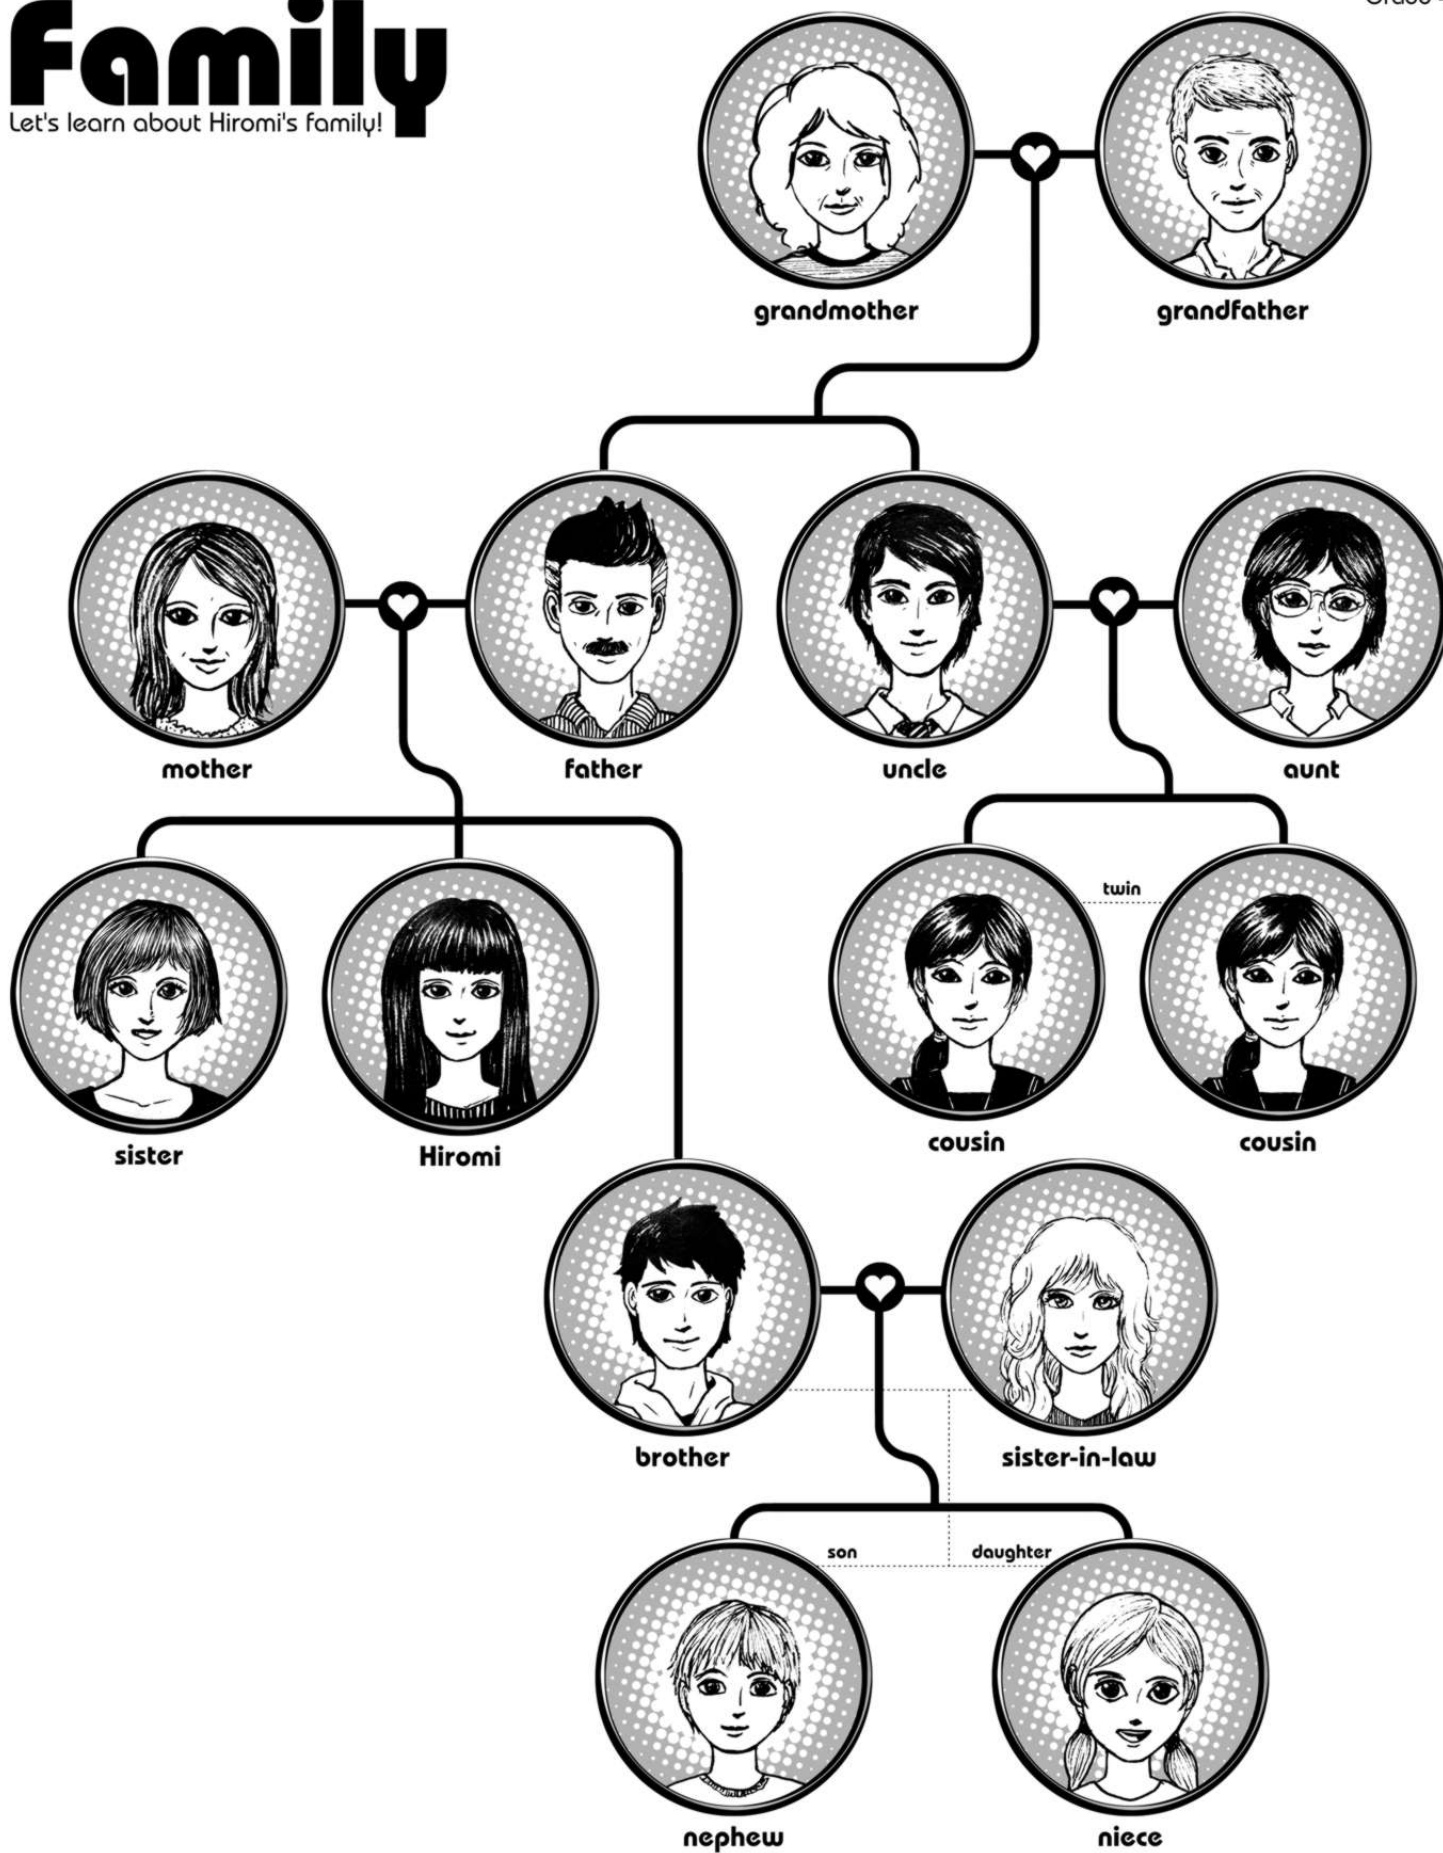 Family
Let's learn about Hiromi's family!
grandmother
grandfather
mother
father
uncle
aunt
twin
sister
Hiromi
cousin
cousin
brother
sister-in-law
son
daughter
nephew
niece